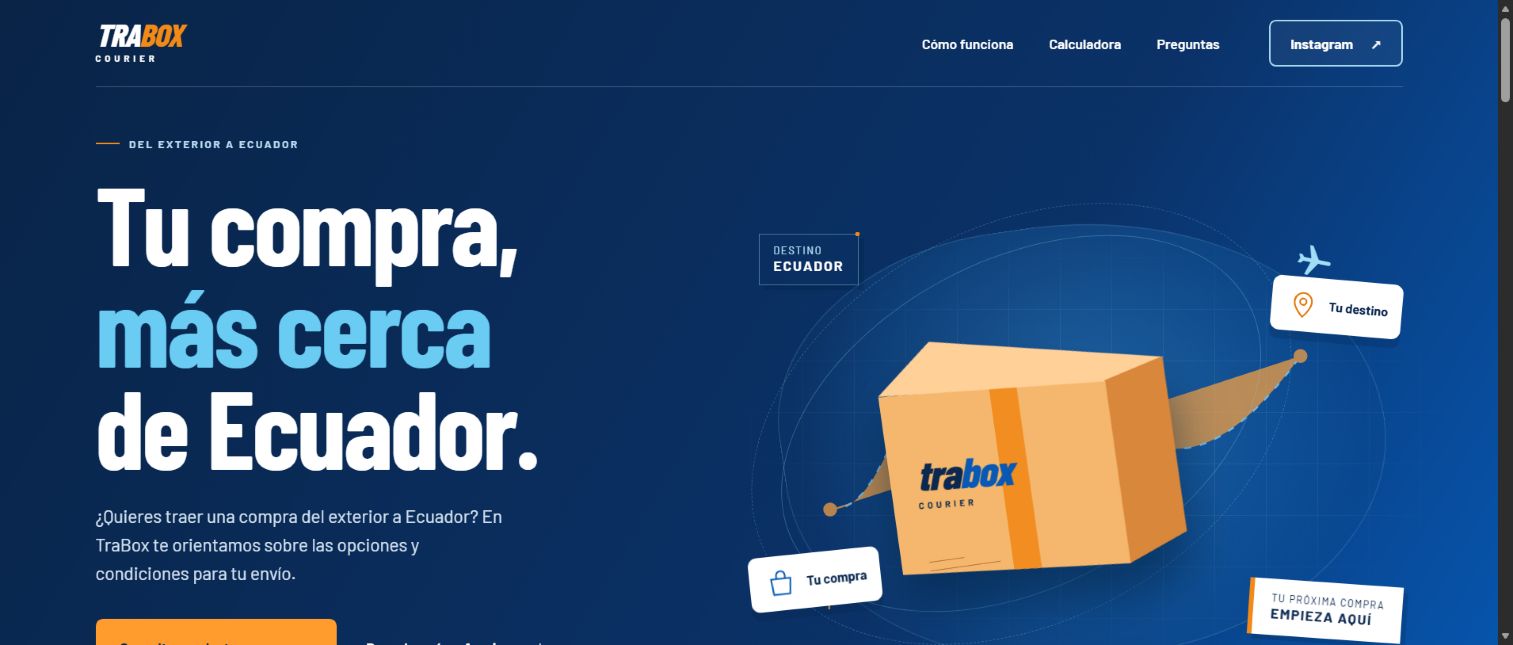 TRABOX
COURIER
Cómo funciona
Calculadora
Preguntas
Instagram ↗
DEL EXTERIOR A ECUADOR
Tu compra,
más cerca
de Ecuador.
¿Quieres traer una compra del exterior a Ecuador? En
TraBox te orientamos sobre las opciones y
condiciones para tu envío.
DESTINO
ECUADOR
Tu destino
trabox
COURIER
Tu compra
TU PRÓXIMA COMPRA
EMPIEZA AQUÍ